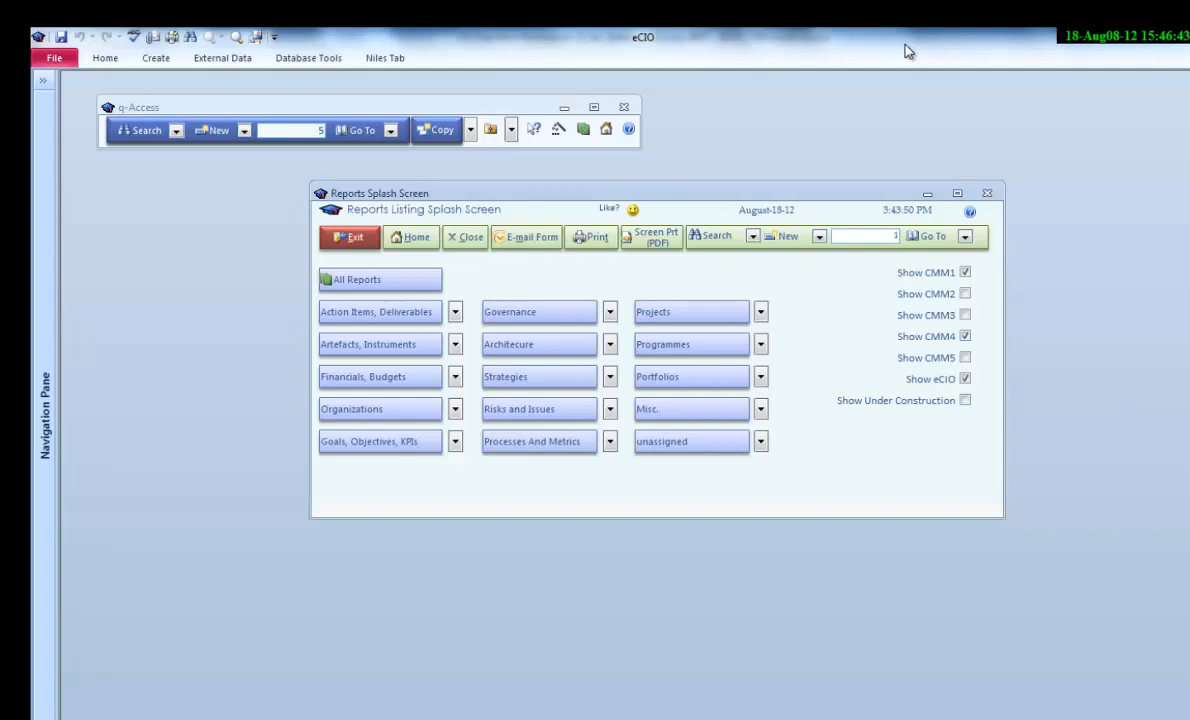 eCIO
18-Aug08-12 15:46:43
File Home Create External Data Database Tools Niles Tab
q-Access
Search New 5 Go To Copy
Reports Splash Screen
Reports Listing Splash Screen Like? August-18-12 3:43:50 PM
Exit Home Close E-mail Form Print Screen Prt (PDF) Search New 1 Go To
All Reports
Action Items, Deliverables Governance Projects
Artefacts, Instruments Architecure Programmes
Financials, Budgets Strategies Portfolios
Organizations Risks and Issues Misc.
Goals, Objectives, KPIs Processes And Metrics unassigned
Show CMM1
Show CMM2
Show CMM3
Show CMM4
Show CMM5
Show eCIO
Show Under Construction
Navigation Pane